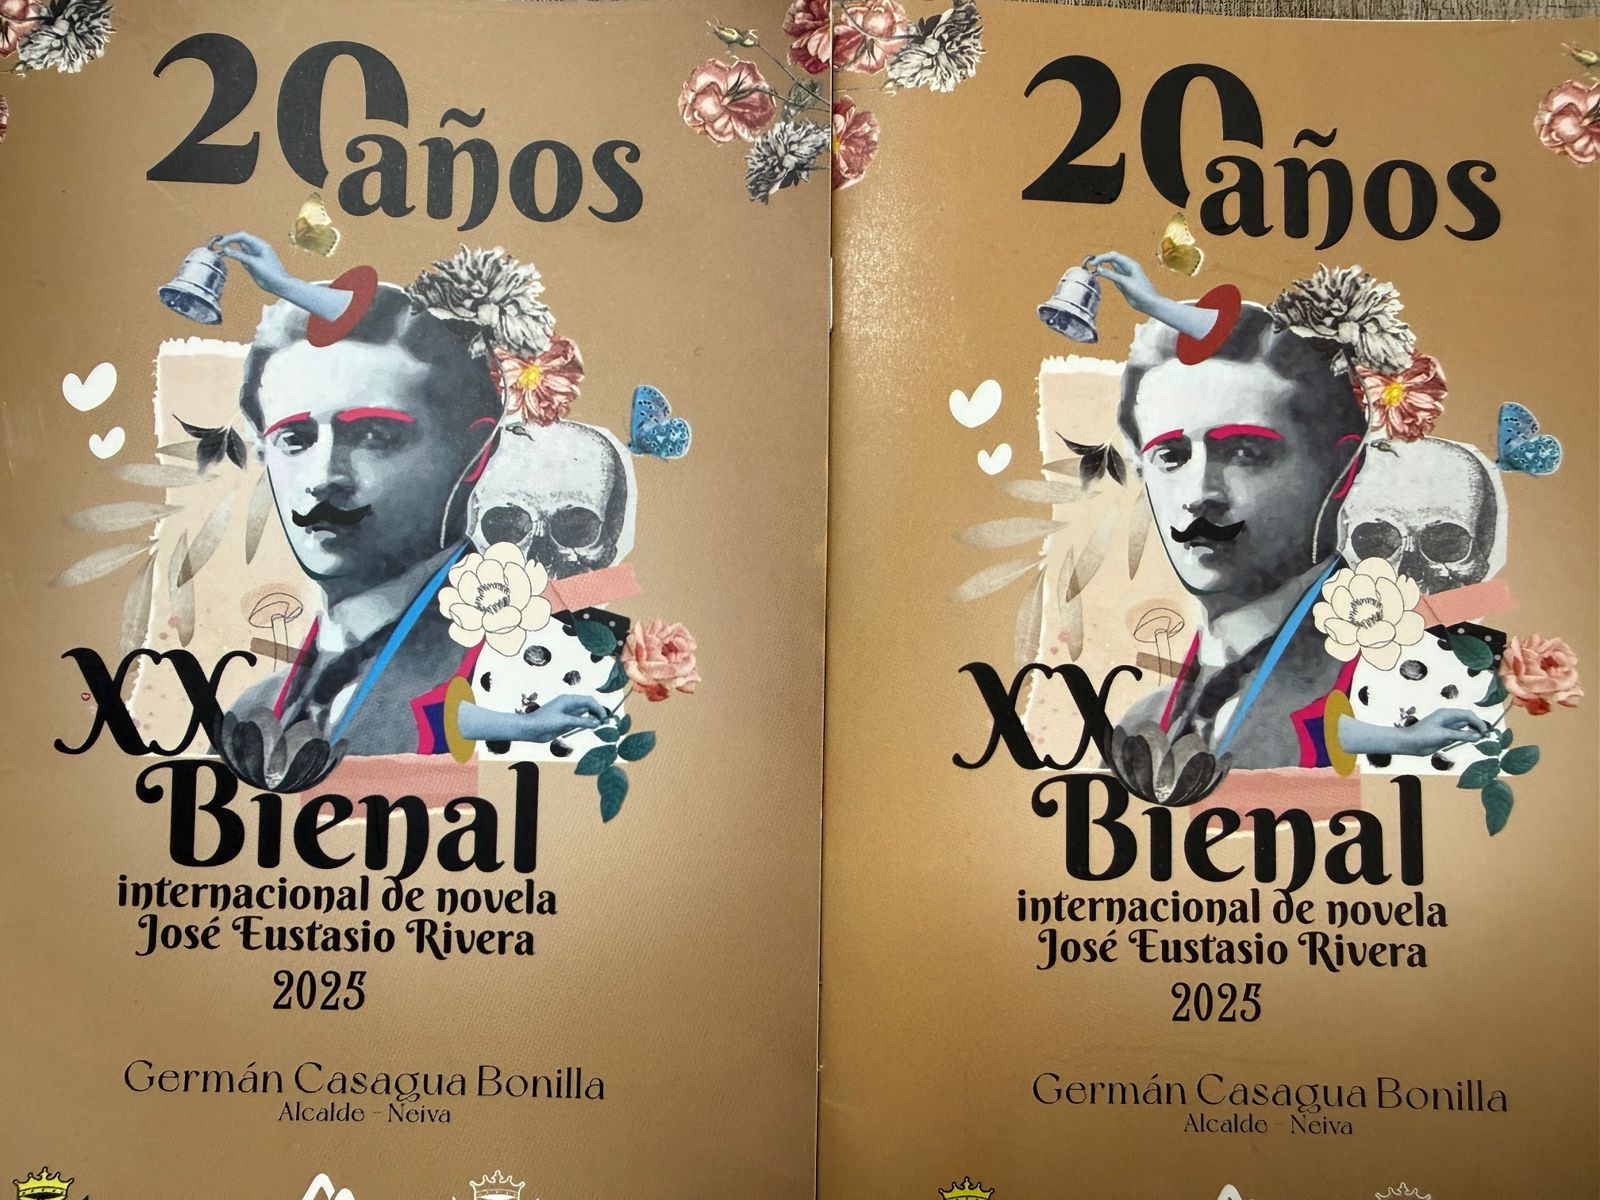 20 años
XX
Bienal
internacional de novela
José Eustasio Rivera
2025
Germán Casagua Bonilla
Alcalde - Neiva
20 años
XX
Bienal
internacional de novela
José Eustasio Rivera
2025
Germán Casagua Bonilla
Alcalde - Neiva